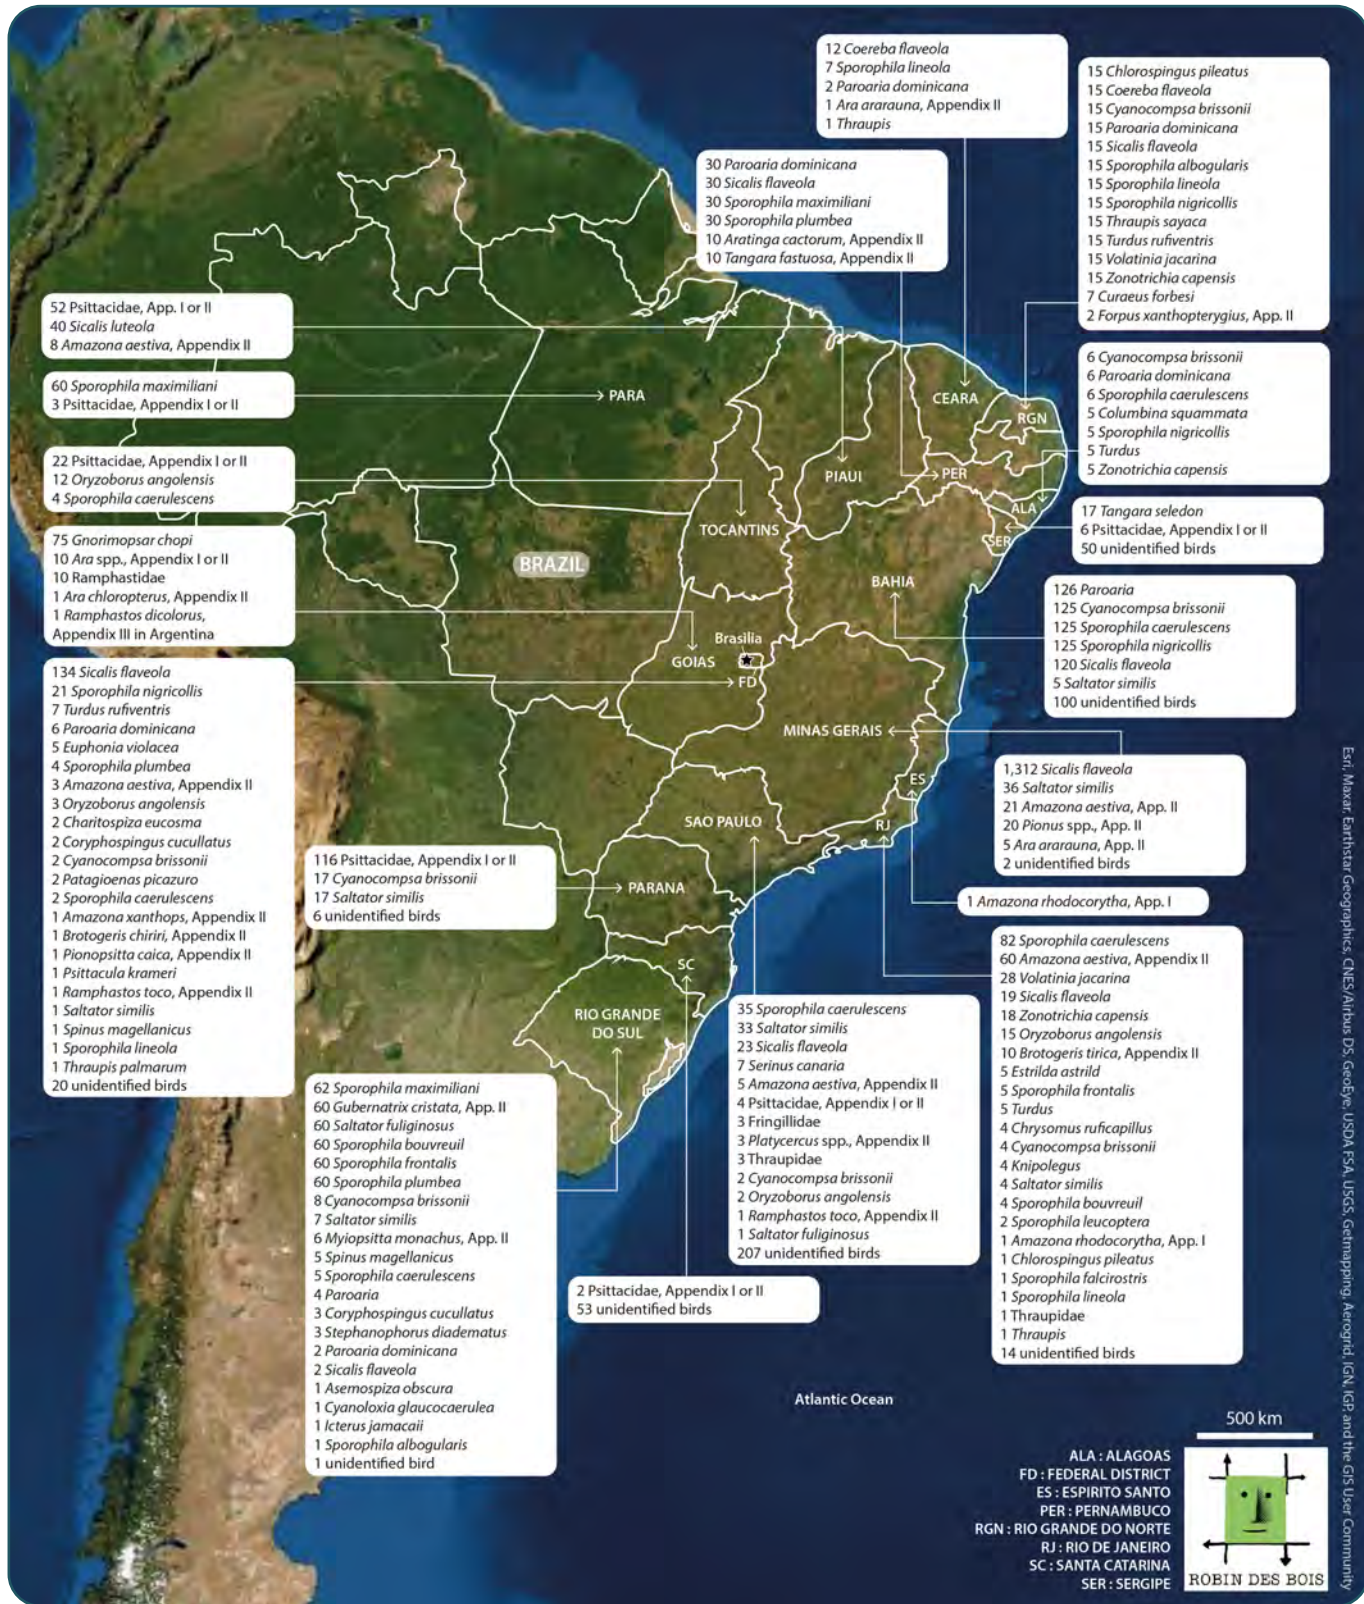 12 Coereba flaveola
7 Sporophila lineola
2 Paroaria dominicana
1 Ara ararauna, Appendix II
1 Thraupis
15 Chlorospingus pileatus
15 Coereba flaveola
15 Cyanocompsa brissonii
15 Paroaria dominicana
15 Sicalis flaveola
15 Sporophila albogularis
15 Sporophila lineola
15 Sporophila nigricollis
15 Thraupis sayaca
15 Turdus rufiventris
15 Volatinia jacarina
15 Zonotrichia capensis
7 Curaeus forbesi
2 Forpus xanthopterygius, App. II
30 Paroaria dominicana
30 Sicalis flaveola
30 Sporophila maximiliani
30 Sporophila plumbea
10 Aratinga cactorum, Appendix II
10 Tangara fastuosa, Appendix II
52 Psittacidae, App. I or II
40 Sicalis luteola
8 Amazona aestiva, Appendix II
60 Sporophila maximiliani
3 Psittacidae, Appendix I or II
22 Psittacidae, Appendix I or II
12 Oryzoborus angolensis
4 Sporophila caerulescens
75 Gnorimopsar chopi
10 Ara spp., Appendix I or II
10 Ramphastidae
1 Ara chloropterus, Appendix II
1 Ramphastos dicolorus,
Appendix III in Argentina
134 Sicalis flaveola
21 Sporophila nigricollis
7 Turdus rufiventris
6 Paroaria dominicana
5 Euphonia violacea
4 Sporophila plumbea
3 Amazona aestiva, Appendix II
3 Oryzoborus angolensis
2 Charitospiza eucosma
2 Coryphospingus cucullatus
2 Cyanocompsa brissonii
2 Patagioenas picazuro
2 Sporophila caerulescens
1 Amazona xanthops, Appendix II
1 Brotogeris chiriri, Appendix II
1 Pionopsitta caica, Appendix II
1 Psittacula krameri
1 Ramphastos toco, Appendix II
1 Saltator similis
1 Spinus magellanicus
1 Sporophila lineola
1 Thraupis palmarum
20 unidentified birds
6 Cyanocompsa brissonii
6 Paroaria dominicana
6 Sporophila caerulescens
5 Columbina squammata
5 Sporophila nigricollis
5 Turdus
5 Zonotrichia capensis
17 Tangara seledon
6 Psittacidae, Appendix I or II
50 unidentified birds
126 Paroaria
125 Cyanocompsa brissonii
125 Sporophila caerulescens
125 Sporophila nigricollis
120 Sicalis flaveola
5 Saltator similis
100 unidentified birds
1,312 Sicalis flaveola
36 Saltator similis
21 Amazona aestiva, App. II
20 Pionus spp., App. II
5 Ara ararauna, App. II
2 unidentified birds
1 Amazona rhodocorytha, App. I
82 Sporophila caerulescens
60 Amazona aestiva, Appendix II
28 Volatinia jacarina
19 Sicalis flaveola
18 Zonotrichia capensis
15 Oryzoborus angolensis
10 Brotogeris tirica, Appendix II
5 Estrilda astrild
5 Sporophila frontalis
5 Turdus
4 Chrysomus ruficapillus
4 Cyanocompsa brissonii
4 Knipolegus
4 Saltator similis
4 Sporophila bouvreuil
2 Sporophila leucoptera
1 Amazona rhodocorytha, App. I
1 Chlorospingus pileatus
1 Sporophila falcirostris
1 Sporophila lineola
1 Thraupidae
1 Thraupis
14 unidentified birds
116 Psittacidae, Appendix I or II
17 Cyanocompsa brissonii
17 Saltator similis
6 unidentified birds
35 Sporophila caerulescens
33 Saltator similis
23 Sicalis flaveola
7 Serinus canaria
5 Amazona aestiva, Appendix II
4 Psittacidae, Appendix I or II
3 Fringillidae
3 Platycercus spp., Appendix II
3 Thraupidae
2 Cyanocompsa brissonii
2 Oryzoborus angolensis
1 Ramphastos toco, Appendix II
1 Saltator fuliginosus
207 unidentified birds
62 Sporophila maximiliani
60 Gubernatrix cristata, App. II
60 Saltator fuliginosus
60 Sporophila bouvreuil
60 Sporophila frontalis
60 Sporophila plumbea
8 Cyanocompsa brissonii
7 Saltator similis
6 Myiopsitta monachus, App. II
5 Spinus magellanicus
5 Sporophila caerulescens
4 Paroaria
3 Coryphospingus cucullatus
3 Stephanophorus diadematus
2 Paroaria dominicana
2 Sicalis flaveola
1 Asemospiza obscura
1 Cyanoloxia glaucocaerulea
1 Icterus jamacaii
1 Sporophila albogularis
1 unidentified bird
2 Psittacidae, Appendix I or II
53 unidentified birds
PARA
CEARA
RGN
PIAUI
PER
ALA
SER
TOCANTINS
BRAZIL
BAHIA
Brasilia
GOIAS
FD
MINAS GERAIS
ES
SAO PAULO
RJ
PARANA
SC
RIO GRANDE
DO SUL
Atlantic Ocean
500 km
ALA : ALAGOAS
FD : FEDERAL DISTRICT
ES : ESPIRITO SANTO
PER : PERNAMBUCO
RGN : RIO GRANDE DO NORTE
RJ : RIO DE JANEIRO
SC : SANTA CATARINA
SER : SERGIPE
ROBIN DES BOIS
Esri, Maxar, Earthstar Geographics, CNES/Airbus DS, GeoEye, USDA FSA, USGS, Getmapping, Aerogrid, IGN, IGP, and the GIS User Community